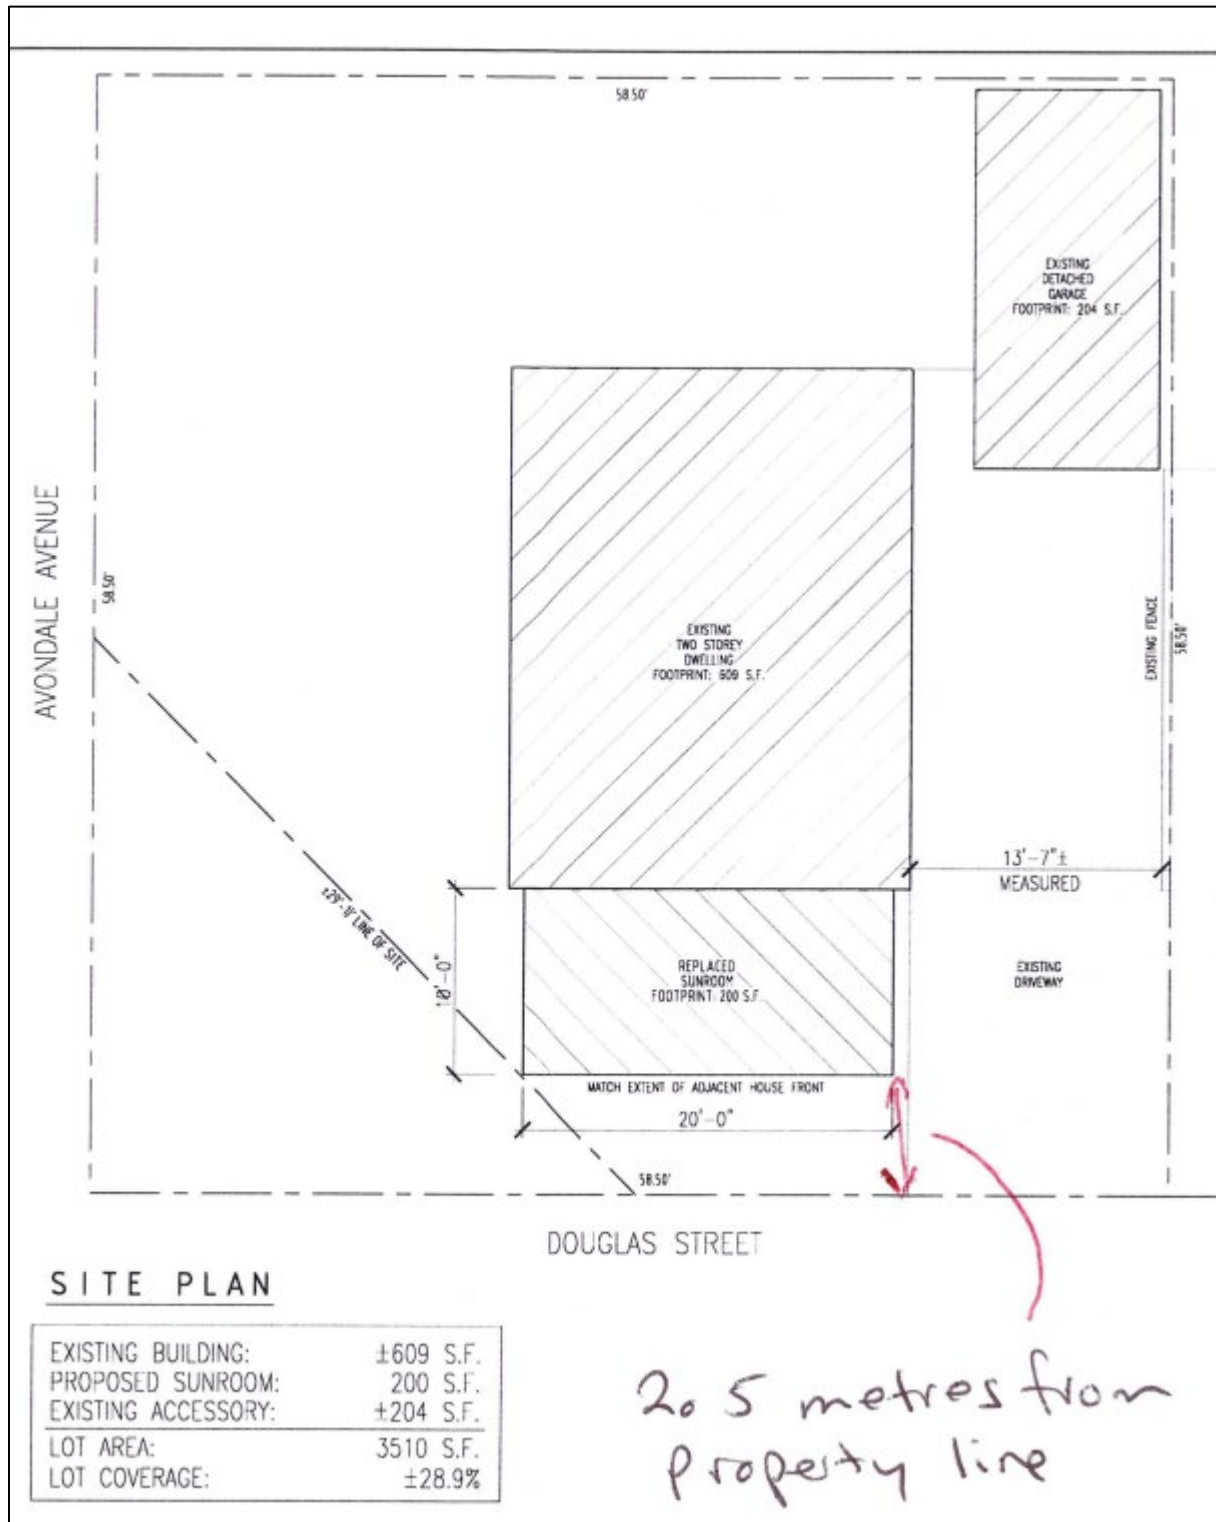 58.50'
EXISTING
DETACHED
GARAGE
FOOTPRINT: 204 S.F.
AVONDALE AVENUE
58.50'
EXISTING
TWO STOREY
DWELLING
FOOTPRINT: 609 S.F.
EXISTING FENCE
58.50'
13'-7"±
MEASURED
±29'-11" LINE OF SITE
10'-0"
REPLACED
SUNROOM
FOOTPRINT: 200 S.F.
EXISTING
DRIVEWAY
MATCH EXTENT OF ADJACENT HOUSE FRONT
20'-0"
58.50'
DOUGLAS STREET
SITE PLAN
EXISTING BUILDING: ±609 S.F.
PROPOSED SUNROOM: 200 S.F.
EXISTING ACCESSORY: ±204 S.F.
LOT AREA: 3510 S.F.
LOT COVERAGE: ±28.9%
2.5 metres from
property line